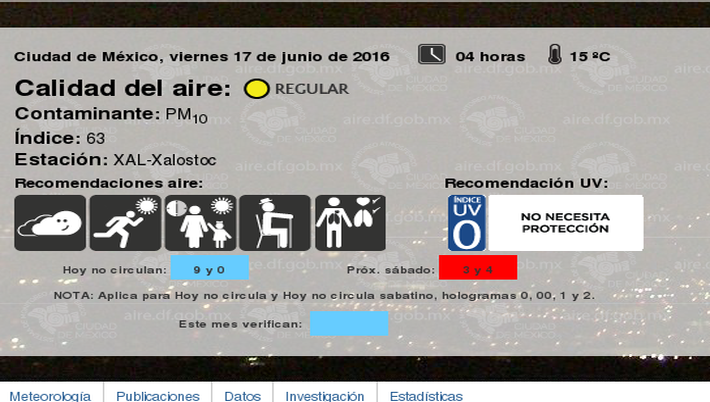 Ciudad de México, viernes 17 de junio de 2016 04 horas 15 ºC
Calidad del aire: REGULAR
Contaminante: PM10
Índice: 63
Estación: XAL-Xalostoc
Recomendaciones aire: Recomendación UV:
ÍNDICE
UV
0
NO NECESITA
PROTECCIÓN
Hoy no circulan: 9 y 0 Próx. sábado: 3 y 4
NOTA: Aplica para Hoy no circula y Hoy no circula sabatino, hologramas 0, 00, 1 y 2.
Este mes verifican:
Meteorología Publicaciones Datos Investigación Estadísticas